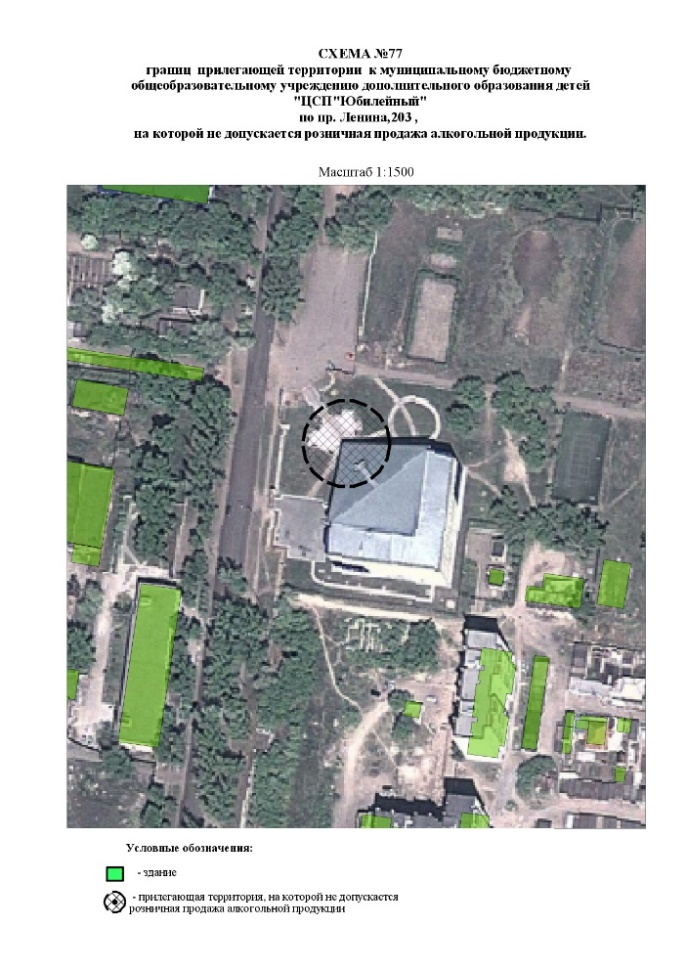 СХЕМА №77
границ прилегающей территории к муниципальному бюджетному
общеобразовательному учреждению дополнительного образования детей
"ЦСП"Юбилейный"
по пр. Ленина,203 ,
на которой не допускается розничная продажа алкогольной продукции.
Масштаб 1:1500
Условные обозначения:
- здание
- прилегающая территория, на которой не допускается
розничная продажа алкогольной продукции